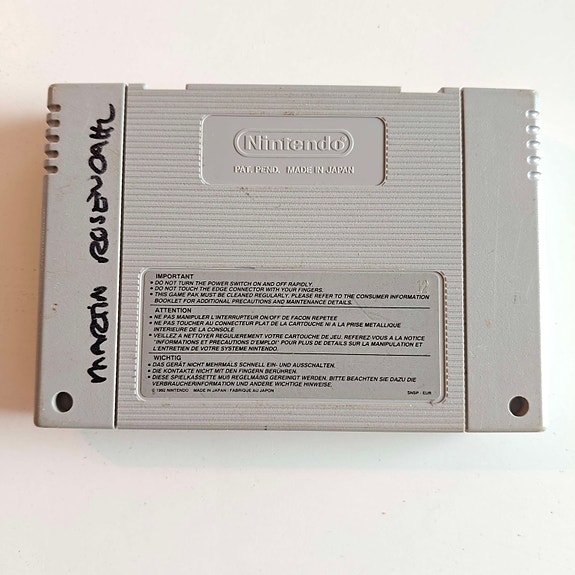 MARTIN ROSENDAHL
Nintendo®
PAT. PEND. MADE IN JAPAN
12
IMPORTANT
● DO NOT TURN THE POWER SWITCH ON AND OFF RAPIDLY.
● DO NOT TOUCH THE EDGE CONNECTOR WITH YOUR FINGERS.
● THIS GAME PAK MUST BE CLEANED REGULARLY. PLEASE REFER TO THE CONSUMER INFORMATION
BOOKLET FOR ADDITIONAL PRECAUTIONS AND MAINTENANCE DETAILS.
ATTENTION
● NE PAS MANIPULER L'INTERRUPTEUR ON/OFF DE FACON REPETEE
● NE PAS TOUCHER AU CONNECTEUR PLAT DE LA CARTOUCHE NI A LA PRISE METALLIQUE
INTERIEURE DE LA CONSOLE
● VEILLEZ A NETTOYER REGULIEREMENT VOTRE CARTOUCHE DE JEU. REFEREZ-VOUS A LA NOTICE
"INFORMATIONS ET PRECAUTIONS D'EMPLOI" POUR PLUS DE DETAILS SUR LA MANIPULATION ET
L'ENTRETIEN DE VOTRE SYSTEME NINTENDO.
WICHTIG
● DAS GERÄT NICHT MEHRMALS SCHNELL EIN- UND AUSSCHALTEN.
● DIE KONTAKTE NICHT MIT DEN FINGERN BERÜHREN.
● DIESE SPIELKASSETTE MUß REGELMÄßIG GEREINIGT WERDEN. BITTE BEACHTEN SIE DAZU DIE
VERBRAUCHERINFORMATION UND ANDERE WICHTIGE HINWEISE.
© 1992 NINTENDO · MADE IN JAPAN / FABRIQUE AU JAPON SNSP - EUR